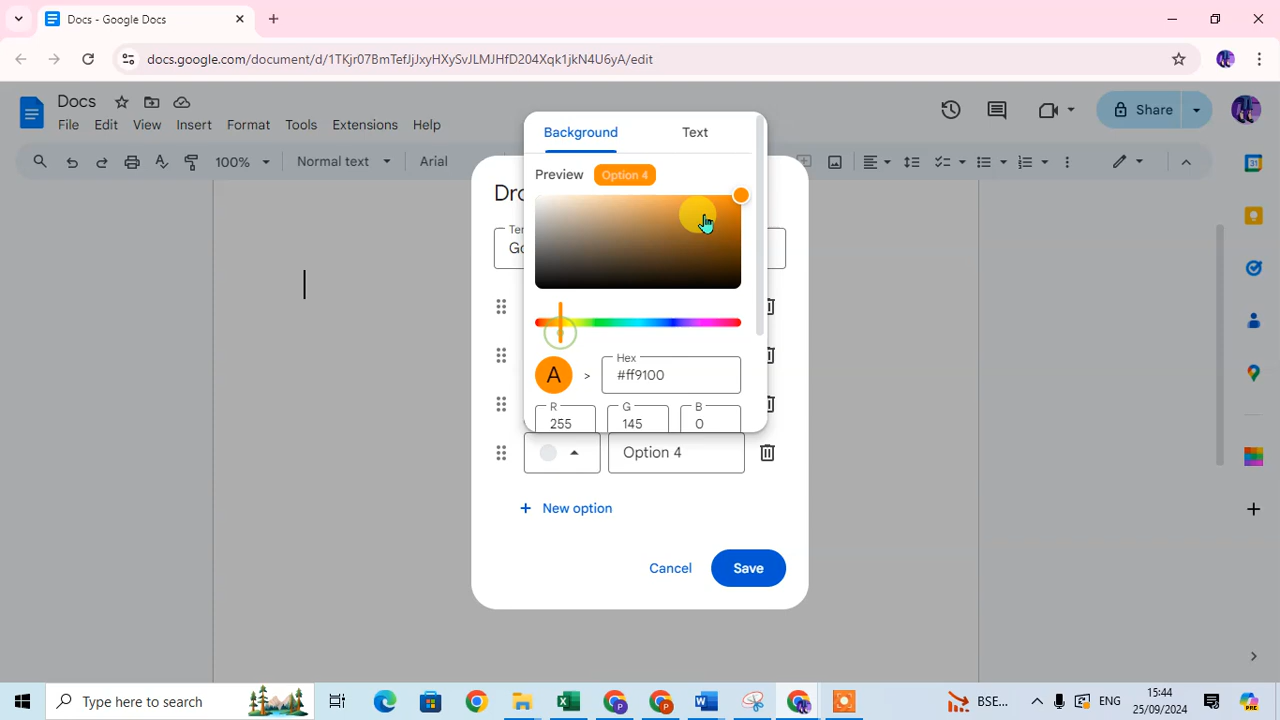 Docs - Google Docs
docs.google.com/document/d/1TKjr07BmTefJjJxyHXySvJLMJHfD2I4Xqk1jkN4U6yA/edit
Docs
File Edit View Insert Format Tools Extensions Help
Share
100% Normal text Arial
Background Text
Preview Option 4
Hex
A > #ff9100
R G B
255 145 0
Option 4
+ New option
Cancel Save
Type here to search
BSE...
ENG
15:44
25/09/2024